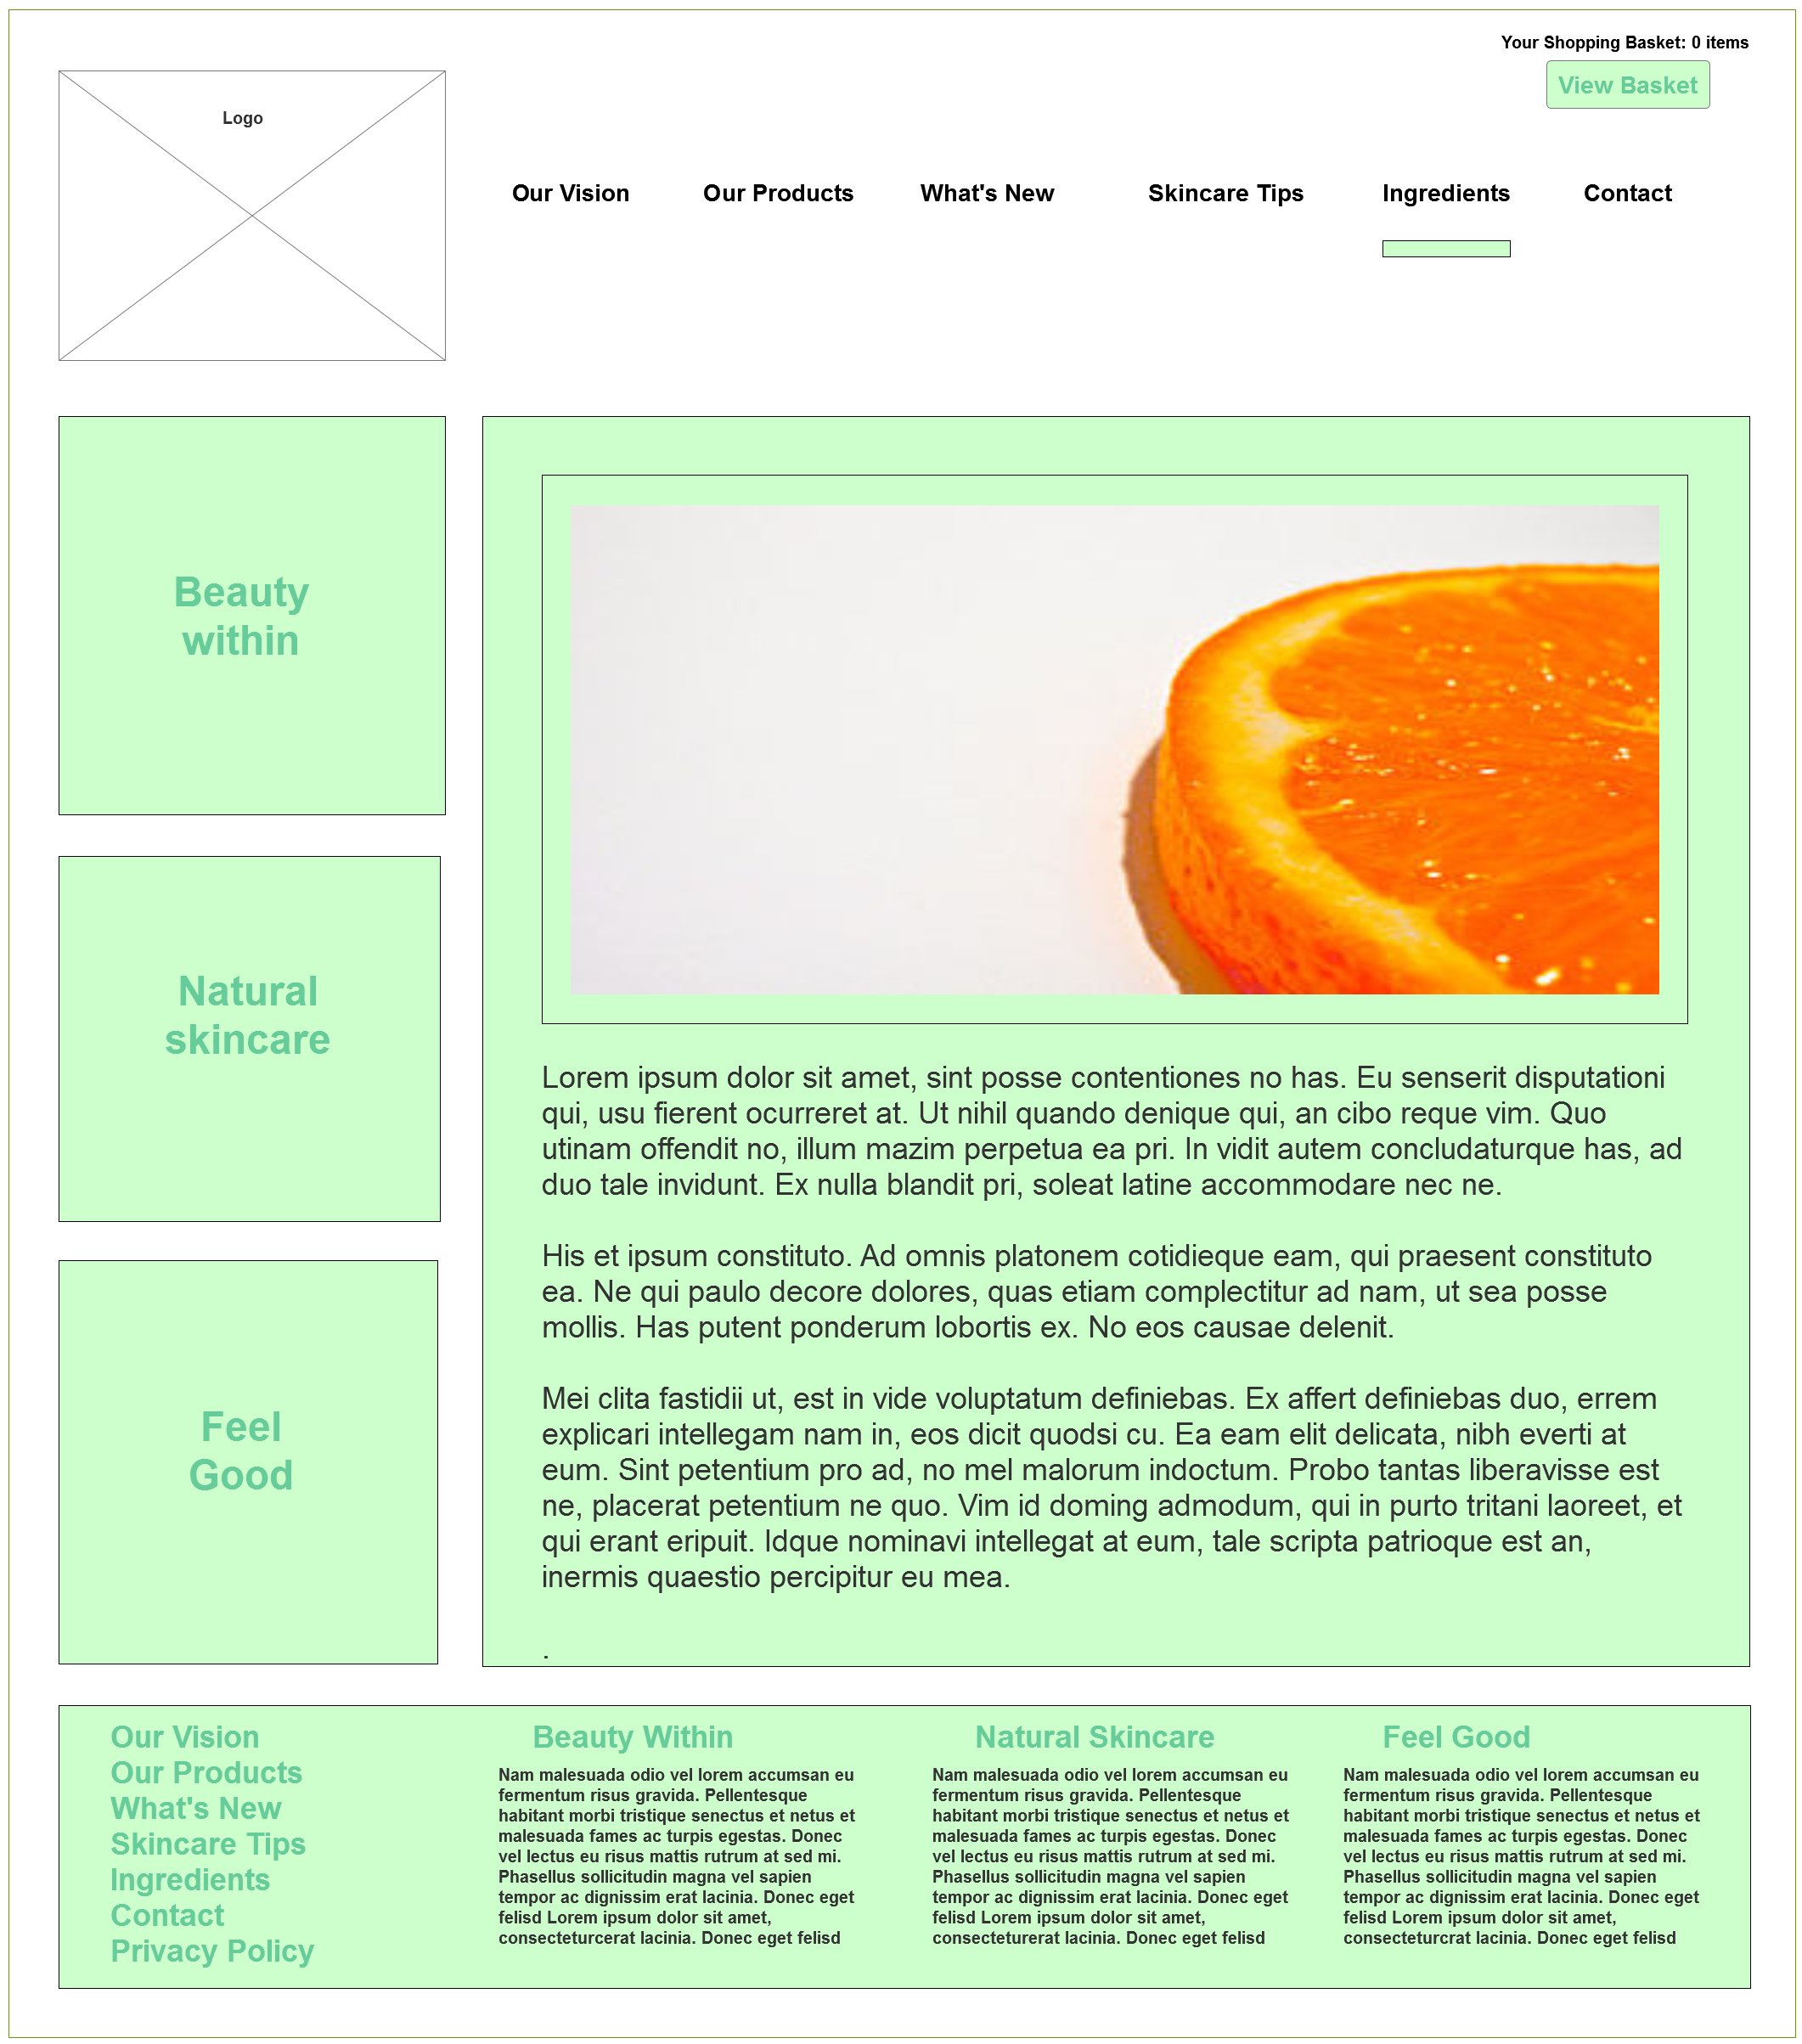 Your Shopping Basket: 0 items
View Basket
Logo
Our Vision
Our Products
What's New
Skincare Tips
Ingredients
Contact
Beauty
within
Natural
skincare
Feel
Good
Lorem ipsum dolor sit amet, sint posse contentiones no has. Eu senserit disputationi
qui, usu fierent ocurreret at. Ut nihil quando denique qui, an cibo reque vim. Quo
utinam offendit no, illum mazim perpetua ea pri. In vidit autem concludaturque has, ad
duo tale invidunt. Ex nulla blandit pri, soleat latine accommodare nec ne.
His et ipsum constituto. Ad omnis platonem cotidieque eam, qui praesent constituto
ea. Ne qui paulo decore dolores, quas etiam complectitur ad nam, ut sea posse
mollis. Has putent ponderum lobortis ex. No eos causae delenit.
Mei clita fastidii ut, est in vide voluptatum definiebas. Ex affert definiebas duo, errem
explicari intellegam nam in, eos dicit quodsi cu. Ea eam elit delicata, nibh everti at
eum. Sint petentium pro ad, no mel malorum indoctum. Probo tantas liberavisse est
ne, placerat petentium ne quo. Vim id doming admodum, qui in purto tritani laoreet, et
qui erant eripuit. Idque nominavi intellegat at eum, tale scripta patrioque est an,
inermis quaestio percipitur eu mea.
.
Our Vision
Our Products
What's New
Skincare Tips
Ingredients
Contact
Privacy Policy
Beauty Within
Nam malesuada odio vel lorem accumsan eu
fermentum risus gravida. Pellentesque
habitant morbi tristique senectus et netus et
malesuada fames ac turpis egestas. Donec
vel lectus eu risus mattis rutrum at sed mi.
Phasellus sollicitudin magna vel sapien
tempor ac dignissim erat lacinia. Donec eget
felisd Lorem ipsum dolor sit amet,
consecteturcerat lacinia. Donec eget felisd
Natural Skincare
Nam malesuada odio vel lorem accumsan eu
fermentum risus gravida. Pellentesque
habitant morbi tristique senectus et netus et
malesuada fames ac turpis egestas. Donec
vel lectus eu risus mattis rutrum at sed mi.
Phasellus sollicitudin magna vel sapien
tempor ac dignissim erat lacinia. Donec eget
felisd Lorem ipsum dolor sit amet,
consecteturerat lacinia. Donec eget felisd
Feel Good
Nam malesuada odio vel lorem accumsan eu
fermentum risus gravida. Pellentesque
habitant morbi tristique senectus et netus et
malesuada fames ac turpis egestas. Donec
vel lectus eu risus mattis rutrum at sed mi.
Phasellus sollicitudin magna vel sapien
tempor ac dignissim erat lacinia. Donec eget
felisd Lorem ipsum dolor sit amet,
consecteturcrat lacinia. Donec eget felisd